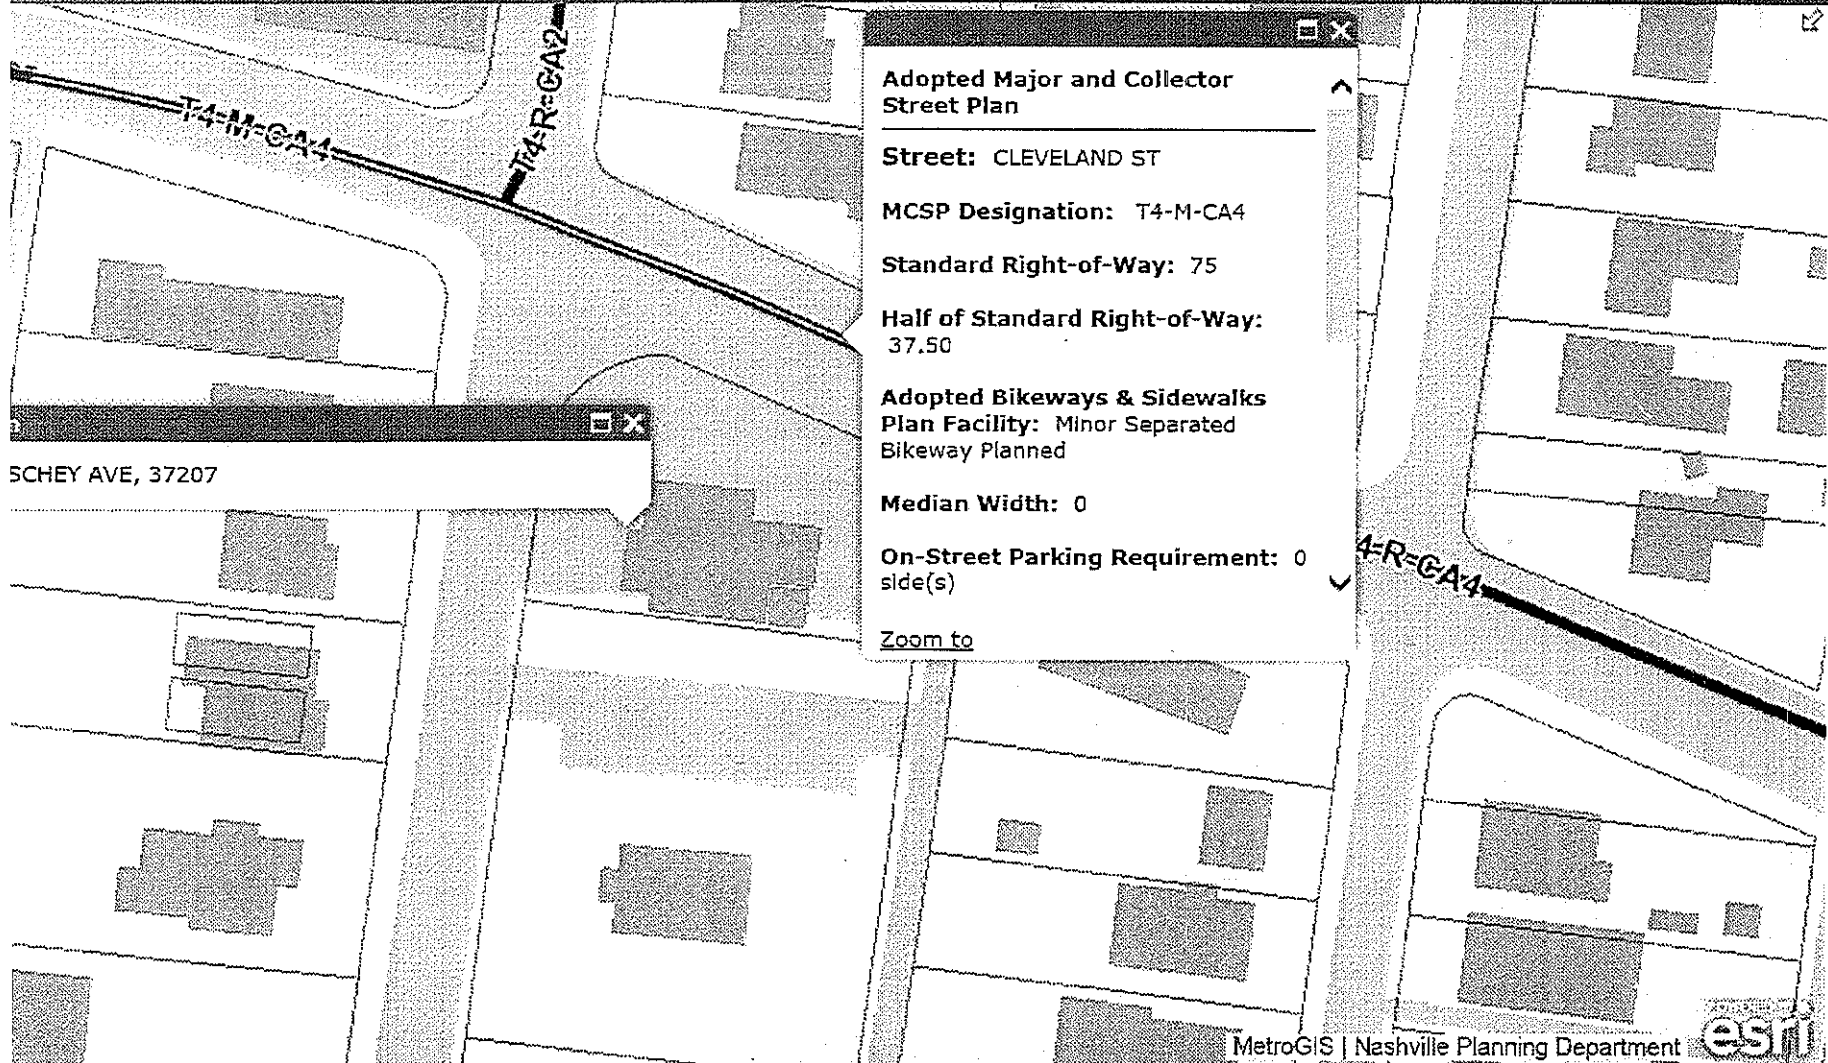 T4-M-CA4
T4-R-CA2
Adopted Major and Collector
Street Plan
Street: CLEVELAND ST
MCSP Designation: T4-M-CA4
Standard Right-of-Way: 75
Half of Standard Right-of-Way:
37.50
Adopted Bikeways & Sidewalks
Plan Facility: Minor Separated
Bikeway Planned
Median Width: 0
On-Street Parking Requirement: 0
side(s)
Zoom to
SCHEY AVE, 37207
4-R-CA4
MetroGIS | Nashville Planning Department
esri